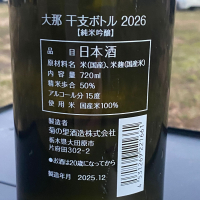 大那 干支ボトル 2026
【純米吟醸】
品目 日本酒
原材料名 米(国産)、米麹(国産米)
内容量 720ml
精米歩合 50%
アルコール分 15度
使用米 国産米100%
製造者
菊の里酒造株式会社
栃木県大田原市
片府田302-2
●お酒は20歳になってから
製造年月 2025.12